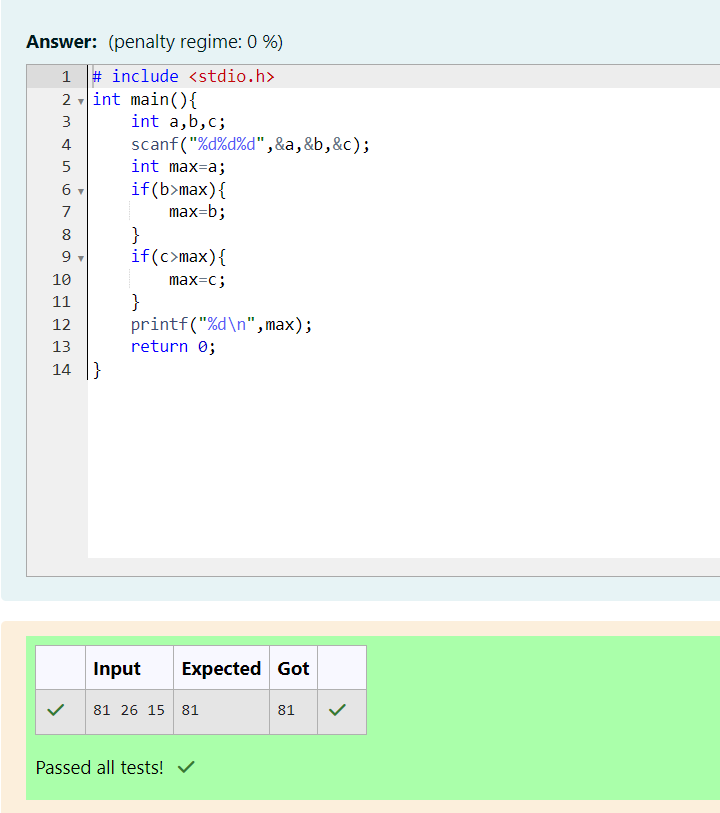 Answer: (penalty regime: 0 %)
1 # include <stdio.h>
2 int main(){
3     int a,b,c;
4     scanf("%d%d%d",&a,&b,&c);
5     int max=a;
6     if(b>max){
7         max=b;
8     }
9     if(c>max){
10         max=c;
11     }
12     printf("%d\n",max);
13     return 0;
14 }
Input Expected Got
81 26 15 81 81
Passed all tests!